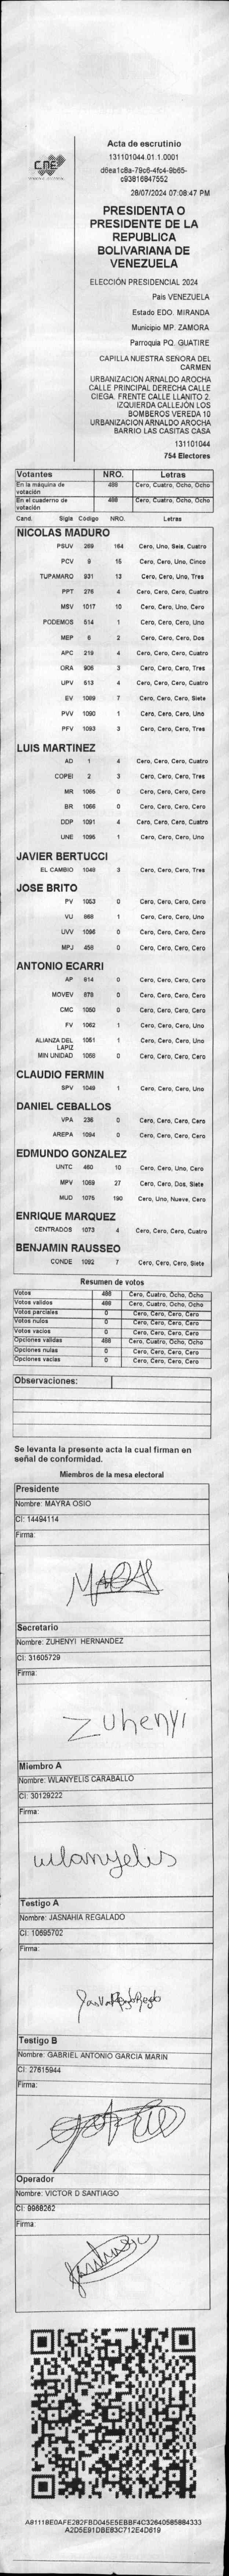 CNE
Acta de escrutinio
131101044.01.1.0001
d6ea1c8a-79c6-4fc4-9b65-
c93816847552
28/07/2024 07:08:47 PM
PRESIDENTA O
PRESIDENTE DE LA
REPUBLICA
BOLIVARIANA DE
VENEZUELA
ELECCIÓN PRESIDENCIAL 2024
Pais VENEZUELA
Estado EDO. MIRANDA
Municipio MP. ZAMORA
Parroquia PQ. GUATIRE
CAPILLA NUESTRA SEÑORA DEL
CARMEN
URBANIZACION ARNALDO AROCHA
CALLE PRINCIPAL DERECHA CALLE
CIEGA. FRENTE CALLE LLANITO 2.
IZQUIERDA CALLEJÓN LOS
BOMBEROS VEREDA 10
URBANIZACION ARNALDO AROCHA
BARRIO LAS CASITAS CASA
131101044
754 Electores
Votantes NRO. Letras
En la máquina de votación 488 Cero, Cuatro, Ocho, Ocho
En el cuaderno de votación 488 Cero, Cuatro, Ocho, Ocho
Cand. Sigla Código NRO. Letras
NICOLAS MADURO
PSUV 269 164 Cero, Uno, Seis, Cuatro
PCV 9 15 Cero, Cero, Uno, Cinco
TUPAMARO 931 13 Cero, Cero, Uno, Tres
PPT 276 4 Cero, Cero, Cero, Cuatro
MSV 1017 10 Cero, Cero, Uno, Cero
PODEMOS 514 1 Cero, Cero, Cero, Uno
MEP 6 2 Cero, Cero, Cero, Dos
APC 219 4 Cero, Cero, Cero, Cuatro
ORA 906 3 Cero, Cero, Cero, Tres
UPV 513 4 Cero, Cero, Cero, Cuatro
EV 1089 7 Cero, Cero, Cero, Siete
PVV 1090 1 Cero, Cero, Cero, Uno
PFV 1093 3 Cero, Cero, Cero, Tres
LUIS MARTINEZ
AD 1 4 Cero, Cero, Cero, Cuatro
COPEI 2 3 Cero, Cero, Cero, Tres
MR 1065 0 Cero, Cero, Cero, Cero
BR 1066 0 Cero, Cero, Cero, Cero
DDP 1091 4 Cero, Cero, Cero, Cuatro
UNE 1096 1 Cero, Cero, Cero, Uno
JAVIER BERTUCCI
EL CAMBIO 1048 3 Cero, Cero, Cero, Tres
JOSE BRITO
PV 1053 0 Cero, Cero, Cero, Cero
VU 868 1 Cero, Cero, Cero, Uno
UVV 1095 0 Cero, Cero, Cero, Cero
MPJ 458 0 Cero, Cero, Cero, Cero
ANTONIO ECARRI
AP 614 0 Cero, Cero, Cero, Cero
MOVEV 879 0 Cero, Cero, Cero, Cero
CMC 1050 0 Cero, Cero, Cero, Cero
FV 1062 1 Cero, Cero, Cero, Uno
ALIANZA DEL LAPIZ 1051 1 Cero, Cero, Cero, Uno
MIN UNIDAD 1068 0 Cero, Cero, Cero, Cero
CLAUDIO FERMIN
SPV 1049 1 Cero, Cero, Cero, Uno
DANIEL CEBALLOS
VPA 236 0 Cero, Cero, Cero, Cero
AREPA 1094 0 Cero, Cero, Cero, Cero
EDMUNDO GONZALEZ
UNTC 460 10 Cero, Cero, Uno, Cero
MPV 1069 27 Cero, Cero, Dos, Siete
MUD 1075 190 Cero, Uno, Nueve, Cero
ENRIQUE MARQUEZ
CENTRADOS 1073 4 Cero, Cero, Cero, Cuatro
BENJAMIN RAUSSEO
CONDE 1092 7 Cero, Cero, Cero, Siete
Resumen de votos
Votos 488 Cero, Cuatro, Ocho, Ocho
Votos validos 488 Cero, Cuatro, Ocho, Ocho
Votos parciales 0 Cero, Cero, Cero, Cero
Votos nulos 0 Cero, Cero, Cero, Cero
Votos vacíos 0 Cero, Cero, Cero, Cero
Opciones validas 488 Cero, Cuatro, Ocho, Ocho
Opciones nulas 0 Cero, Cero, Cero, Cero
Opciones vacias 0 Cero, Cero, Cero, Cero
Observaciones:
Se levanta la presente acta la cual firman en
señal de conformidad.
Miembros de la mesa electoral
Presidente
Nombre: MAYRA OSIO
CI: 14494114
Firma:
Secretario
Nombre: ZUHENYI HERNANDEZ
CI: 31605729
Firma:
Zuhenyi
Miembro A
Nombre: WLANYELIS CARABALLO
CI: 30129222
Firma:
wlanyelis
Testigo A
Nombre: JASNAHIA REGALADO
CI: 10695702
Firma:
Testigo B
Nombre: GABRIEL ANTONIO GARCIA MARIN
CI: 27615944
Firma:
Operador
Nombre: VICTOR D SANTIAGO
CI: 9968262
Firma:
A91118E0AFE282FBD045E5EBBF4C32640585884333
A2D5E91DBE83C712E4D619